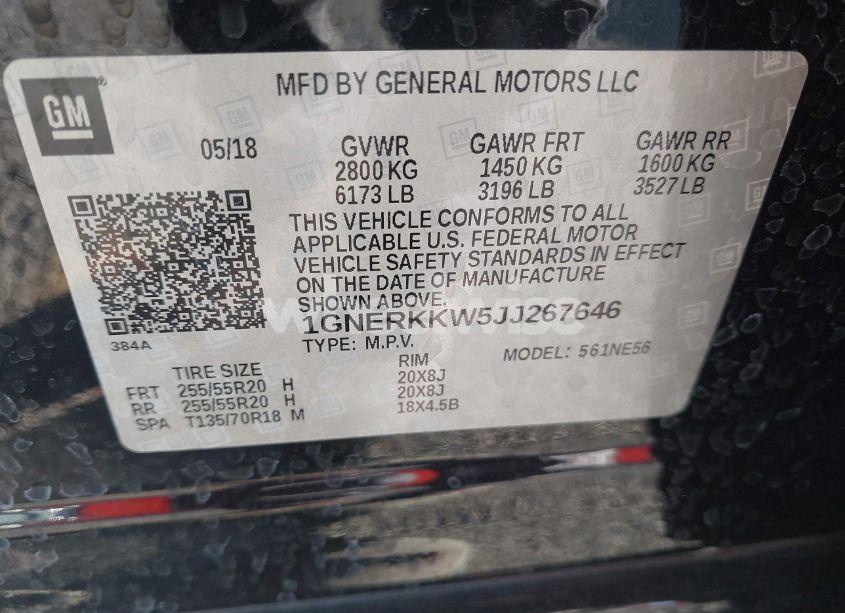 MFD BY GENERAL MOTORS LLC
GM ®
05/18 GVWR GAWR FRT GAWR RR
2800 KG 1450 KG 1600 KG
6173 LB 3196 LB 3527 LB
THIS VEHICLE CONFORMS TO ALL
APPLICABLE U.S. FEDERAL MOTOR
VEHICLE SAFETY STANDARDS IN EFFECT
ON THE DATE OF MANUFACTURE
SHOWN ABOVE.
1GNERKKW5JJ267646
384A
TYPE: M.P.V. MODEL: 561NE56
TIRE SIZE RIM
FRT 255/55R20 H 20X8J
RR 255/55R20 H 20X8J
SPA T135/70R18 M 18X4.5B